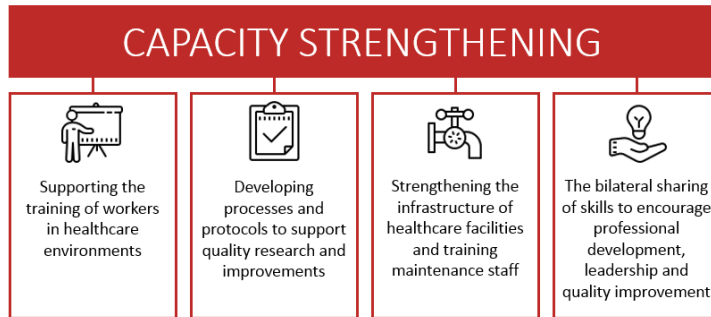 CAPACITY STRENGTHENING
Supporting the
training of workers
in healthcare
environments
Developing
processes and
protocols to support
quality research and
improvements
Strengthening the
infrastructure of
healthcare facilities
and training
maintenance staff
The bilateral sharing
of skills to encourage
professional
development,
leadership and
quality improvement